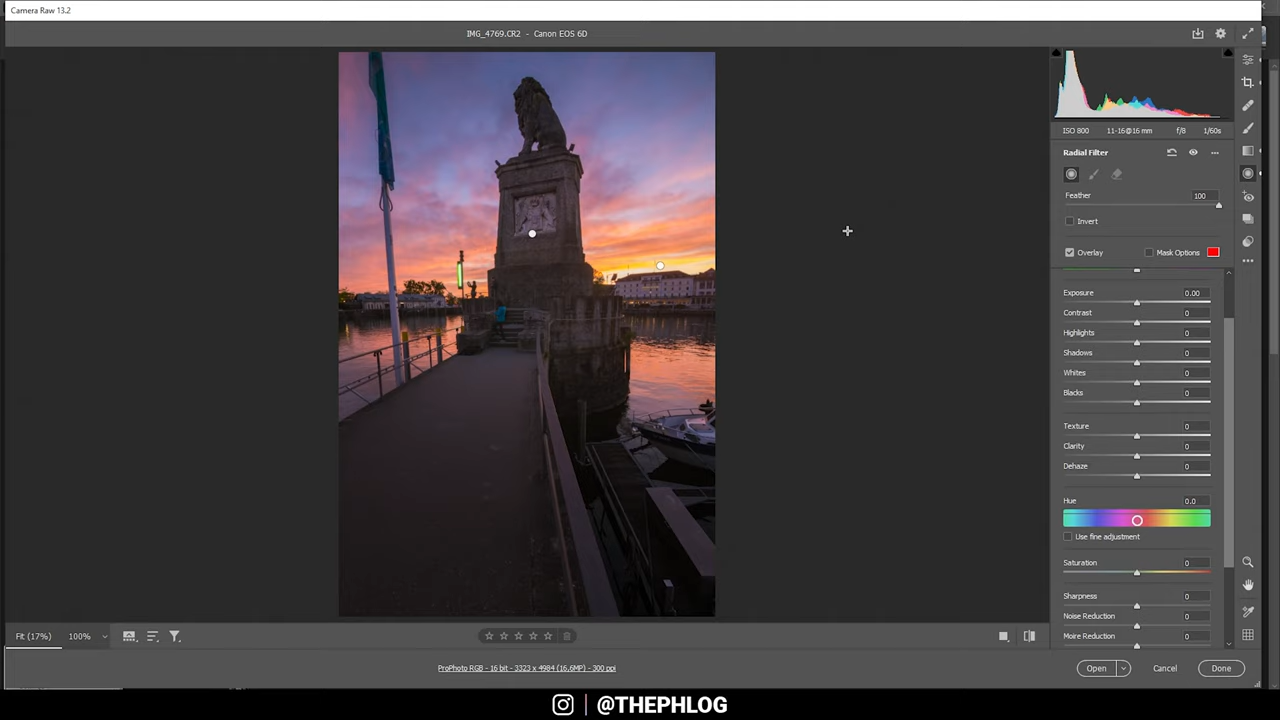 Camera Raw 13.2
IMG_4769.CR2 - Canon EOS 6D
ISO 800 11-16@16 mm f/8 1/60s
Radial Filter
Feather 100
Invert
Overlay Mask Options
Exposure 0.00
Contrast 0
Highlights 0
Shadows 0
Whites 0
Blacks 0
Texture 0
Clarity 0
Dehaze 0
Hue 0.0
Use fine adjustment
Saturation 0
Sharpness 0
Noise Reduction 0
Moire Reduction 0
Fit (17%) 100%
ProPhoto RGB - 16 bit - 3323 x 4984 (16,6MP) - 300 ppi
Open Cancel Done
@THEPHLOG